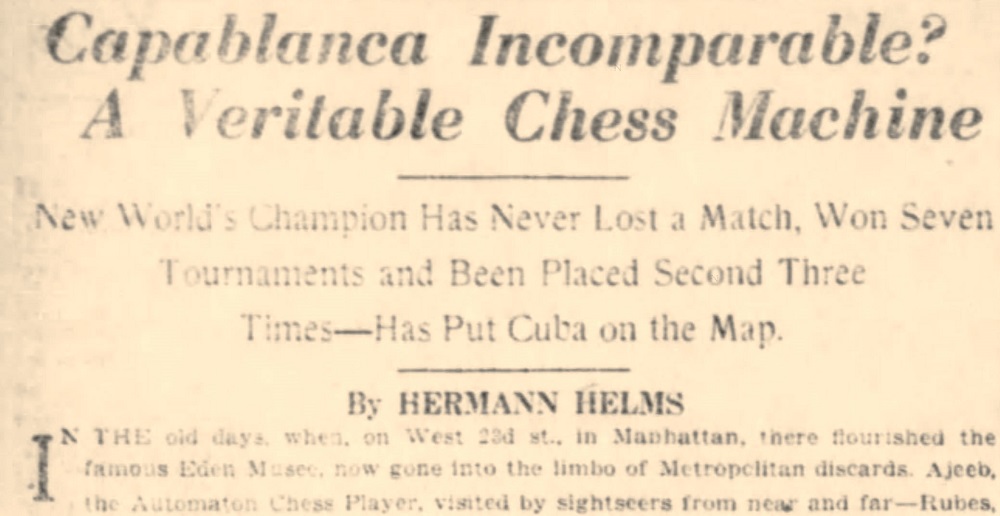 Capablanca Incomparable?
A Veritable Chess Machine
New World's Champion Has Never Lost a Match, Won Seven
Tournaments and Been Placed Second Three
Times—Has Put Cuba on the Map.
By HERMANN HELMS
IN THE old days, when, on West 23d st., in Manhattan, there flourished the
famous Eden Musee, now gone into the limbo of Metropolitan discards. Ajeeb,
the Automaton Chess Player, visited by sightseers from near and far—Rubes,